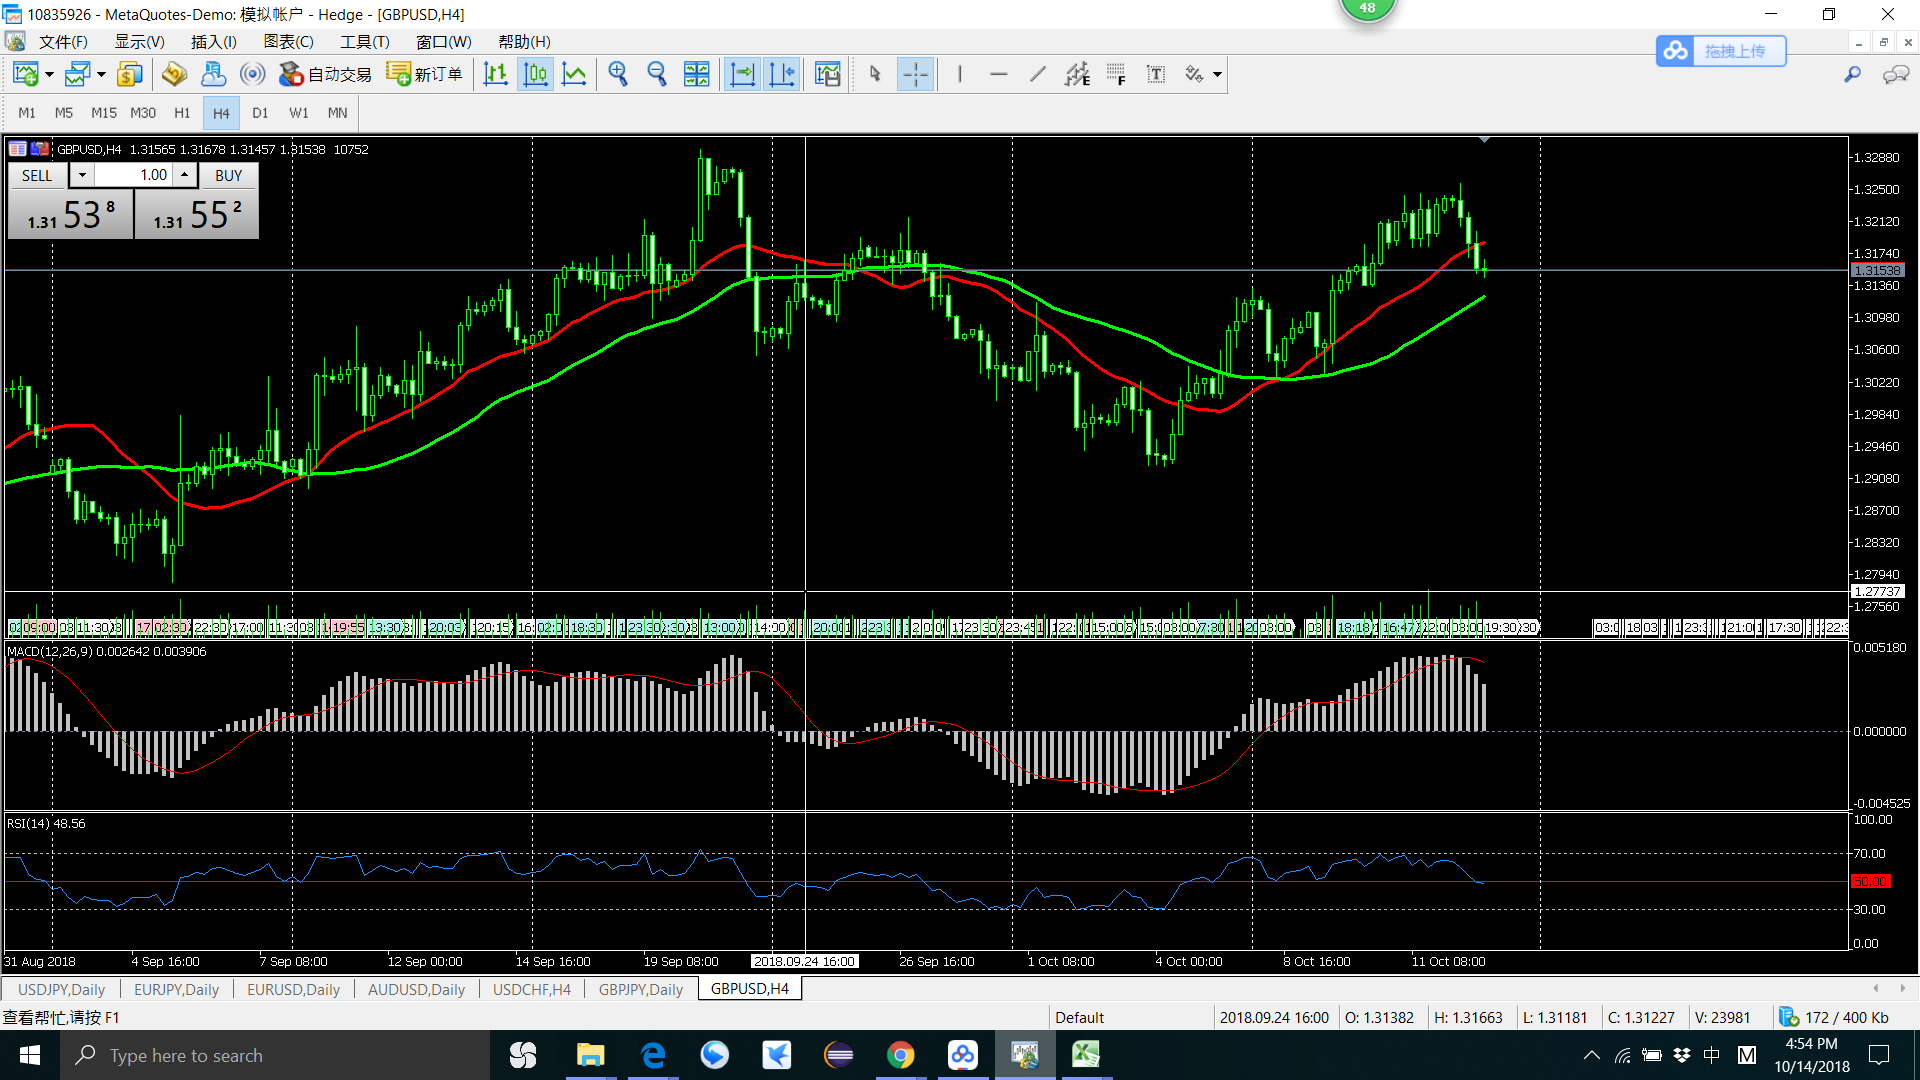 10835926 - MetaQuotes-Demo: 模拟帐户 - Hedge - [GBPUSD,H4]
48
文件(F) 显示(V) 插入(I) 图表(C) 工具(T) 窗口(W) 帮助(H)
拖拽上传
自动交易 新订单
M1 M5 M15 M30 H1 H4 D1 W1 MN
GBPUSD,H4 1.31565 1.31678 1.31457 1.31538 10752
SELL 1.00 BUY
1.31 53 8 1.31 55 2
1.32880
1.32500
1.32120
1.31740
1.31538
1.31360
1.30980
1.30600
1.30220
1.29840
1.29460
1.29080
1.28700
1.28320
1.27940
1.27737
1.27560
MACD(12,26,9) 0.002642 0.003906
0.005180
0.000000
-0.004525
RSI(14) 48.56
100.00
70.00
50.00
30.00
0.00
31 Aug 2018 4 Sep 16:00 7 Sep 08:00 12 Sep 00:00 14 Sep 16:00 19 Sep 08:00 2018.09.24 16:00 26 Sep 16:00 1 Oct 08:00 4 Oct 00:00 8 Oct 16:00 11 Oct 08:00
USDJPY,Daily EURJPY,Daily EURUSD,Daily AUDUSD,Daily USDCHF,H4 GBPJPY,Daily GBPUSD,H4
查看帮忙,请按 F1 Default 2018.09.24 16:00 O: 1.31382 H: 1.31663 L: 1.31181 C: 1.31227 V: 23981 172 / 400 Kb
Type here to search
中 M
4:54 PM
10/14/2018